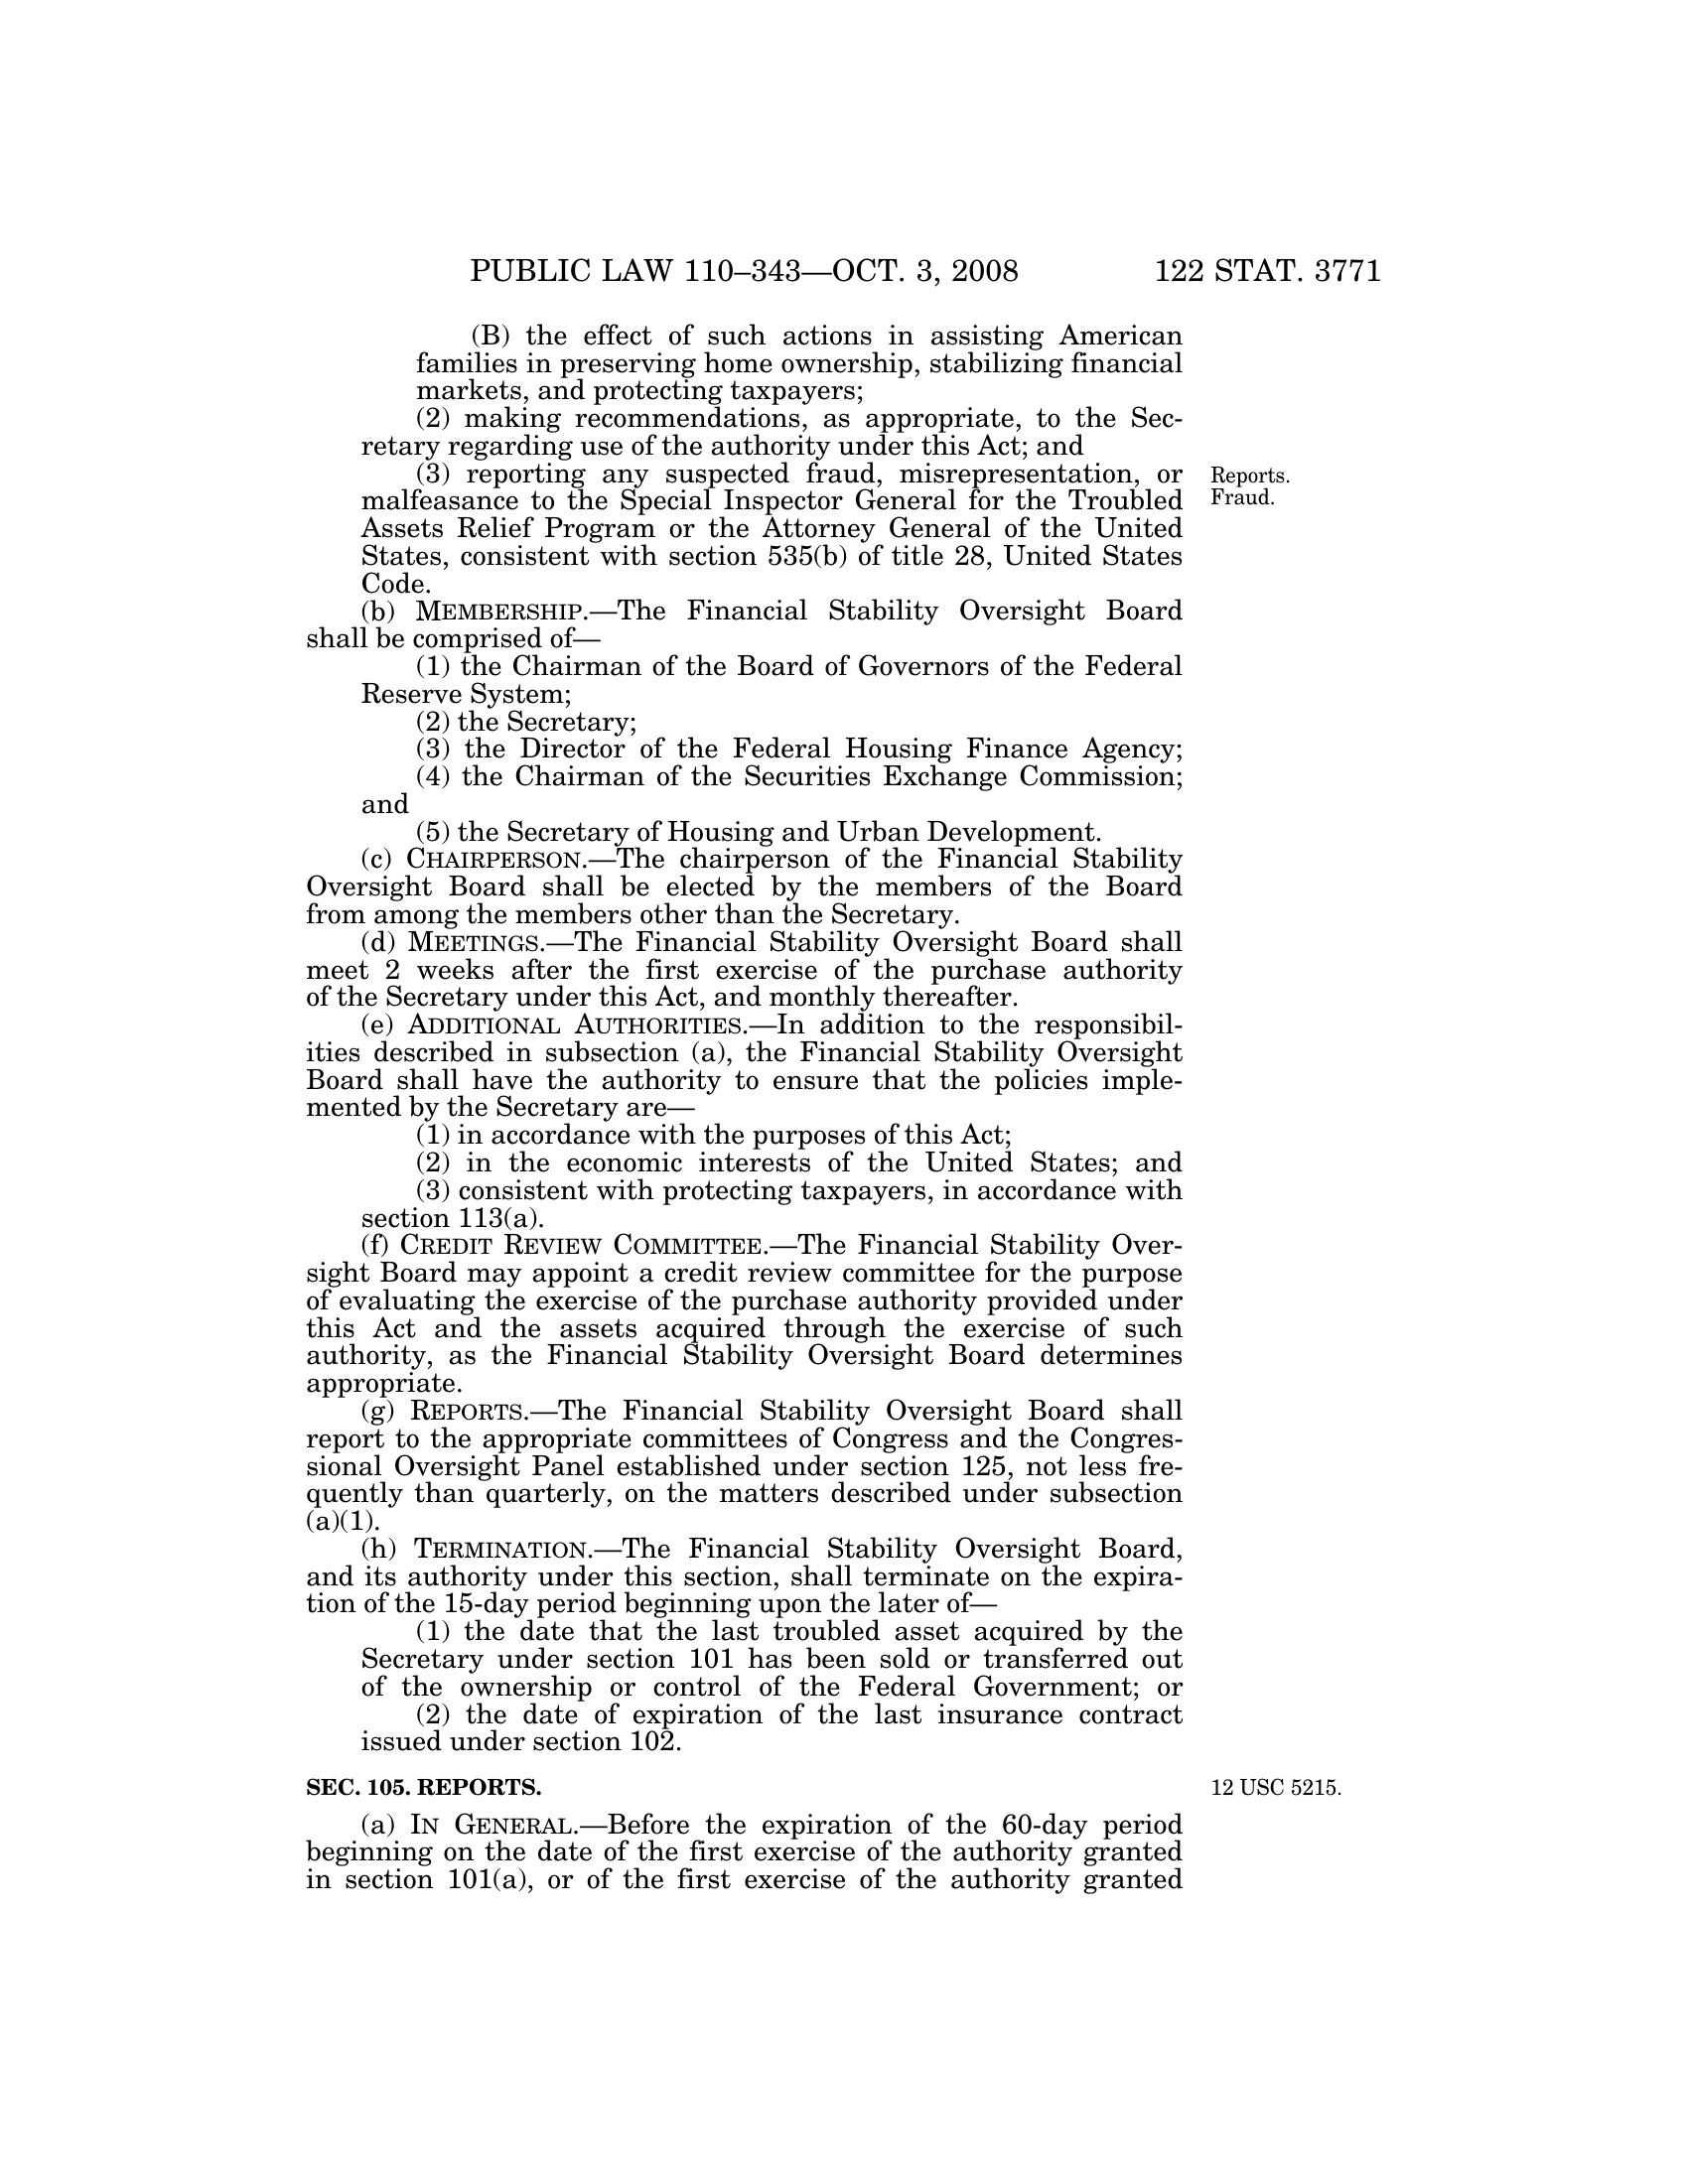 PUBLIC LAW 110–343—OCT. 3, 2008 122 STAT. 3771
(B) the effect of such actions in assisting American
families in preserving home ownership, stabilizing financial
markets, and protecting taxpayers;
(2) making recommendations, as appropriate, to the Sec-
retary regarding use of the authority under this Act; and
(3) reporting any suspected fraud, misrepresentation, or
malfeasance to the Special Inspector General for the Troubled
Assets Relief Program or the Attorney General of the United
States, consistent with section 535(b) of title 28, United States
Code.
Reports.
Fraud.
(b) MEMBERSHIP.—The Financial Stability Oversight Board
shall be comprised of—
(1) the Chairman of the Board of Governors of the Federal
Reserve System;
(2) the Secretary;
(3) the Director of the Federal Housing Finance Agency;
(4) the Chairman of the Securities Exchange Commission;
and
(5) the Secretary of Housing and Urban Development.
(c) CHAIRPERSON.—The chairperson of the Financial Stability
Oversight Board shall be elected by the members of the Board
from among the members other than the Secretary.
(d) MEETINGS.—The Financial Stability Oversight Board shall
meet 2 weeks after the first exercise of the purchase authority
of the Secretary under this Act, and monthly thereafter.
(e) ADDITIONAL AUTHORITIES.—In addition to the responsibil-
ities described in subsection (a), the Financial Stability Oversight
Board shall have the authority to ensure that the policies imple-
mented by the Secretary are—
(1) in accordance with the purposes of this Act;
(2) in the economic interests of the United States; and
(3) consistent with protecting taxpayers, in accordance with
section 113(a).
(f) CREDIT REVIEW COMMITTEE.—The Financial Stability Over-
sight Board may appoint a credit review committee for the purpose
of evaluating the exercise of the purchase authority provided under
this Act and the assets acquired through the exercise of such
authority, as the Financial Stability Oversight Board determines
appropriate.
(g) REPORTS.—The Financial Stability Oversight Board shall
report to the appropriate committees of Congress and the Congres-
sional Oversight Panel established under section 125, not less fre-
quently than quarterly, on the matters described under subsection
(a)(1).
(h) TERMINATION.—The Financial Stability Oversight Board,
and its authority under this section, shall terminate on the expira-
tion of the 15-day period beginning upon the later of—
(1) the date that the last troubled asset acquired by the
Secretary under section 101 has been sold or transferred out
of the ownership or control of the Federal Government; or
(2) the date of expiration of the last insurance contract
issued under section 102.
SEC. 105. REPORTS.
12 USC 5215.
(a) IN GENERAL.—Before the expiration of the 60-day period
beginning on the date of the first exercise of the authority granted
in section 101(a), or of the first exercise of the authority granted